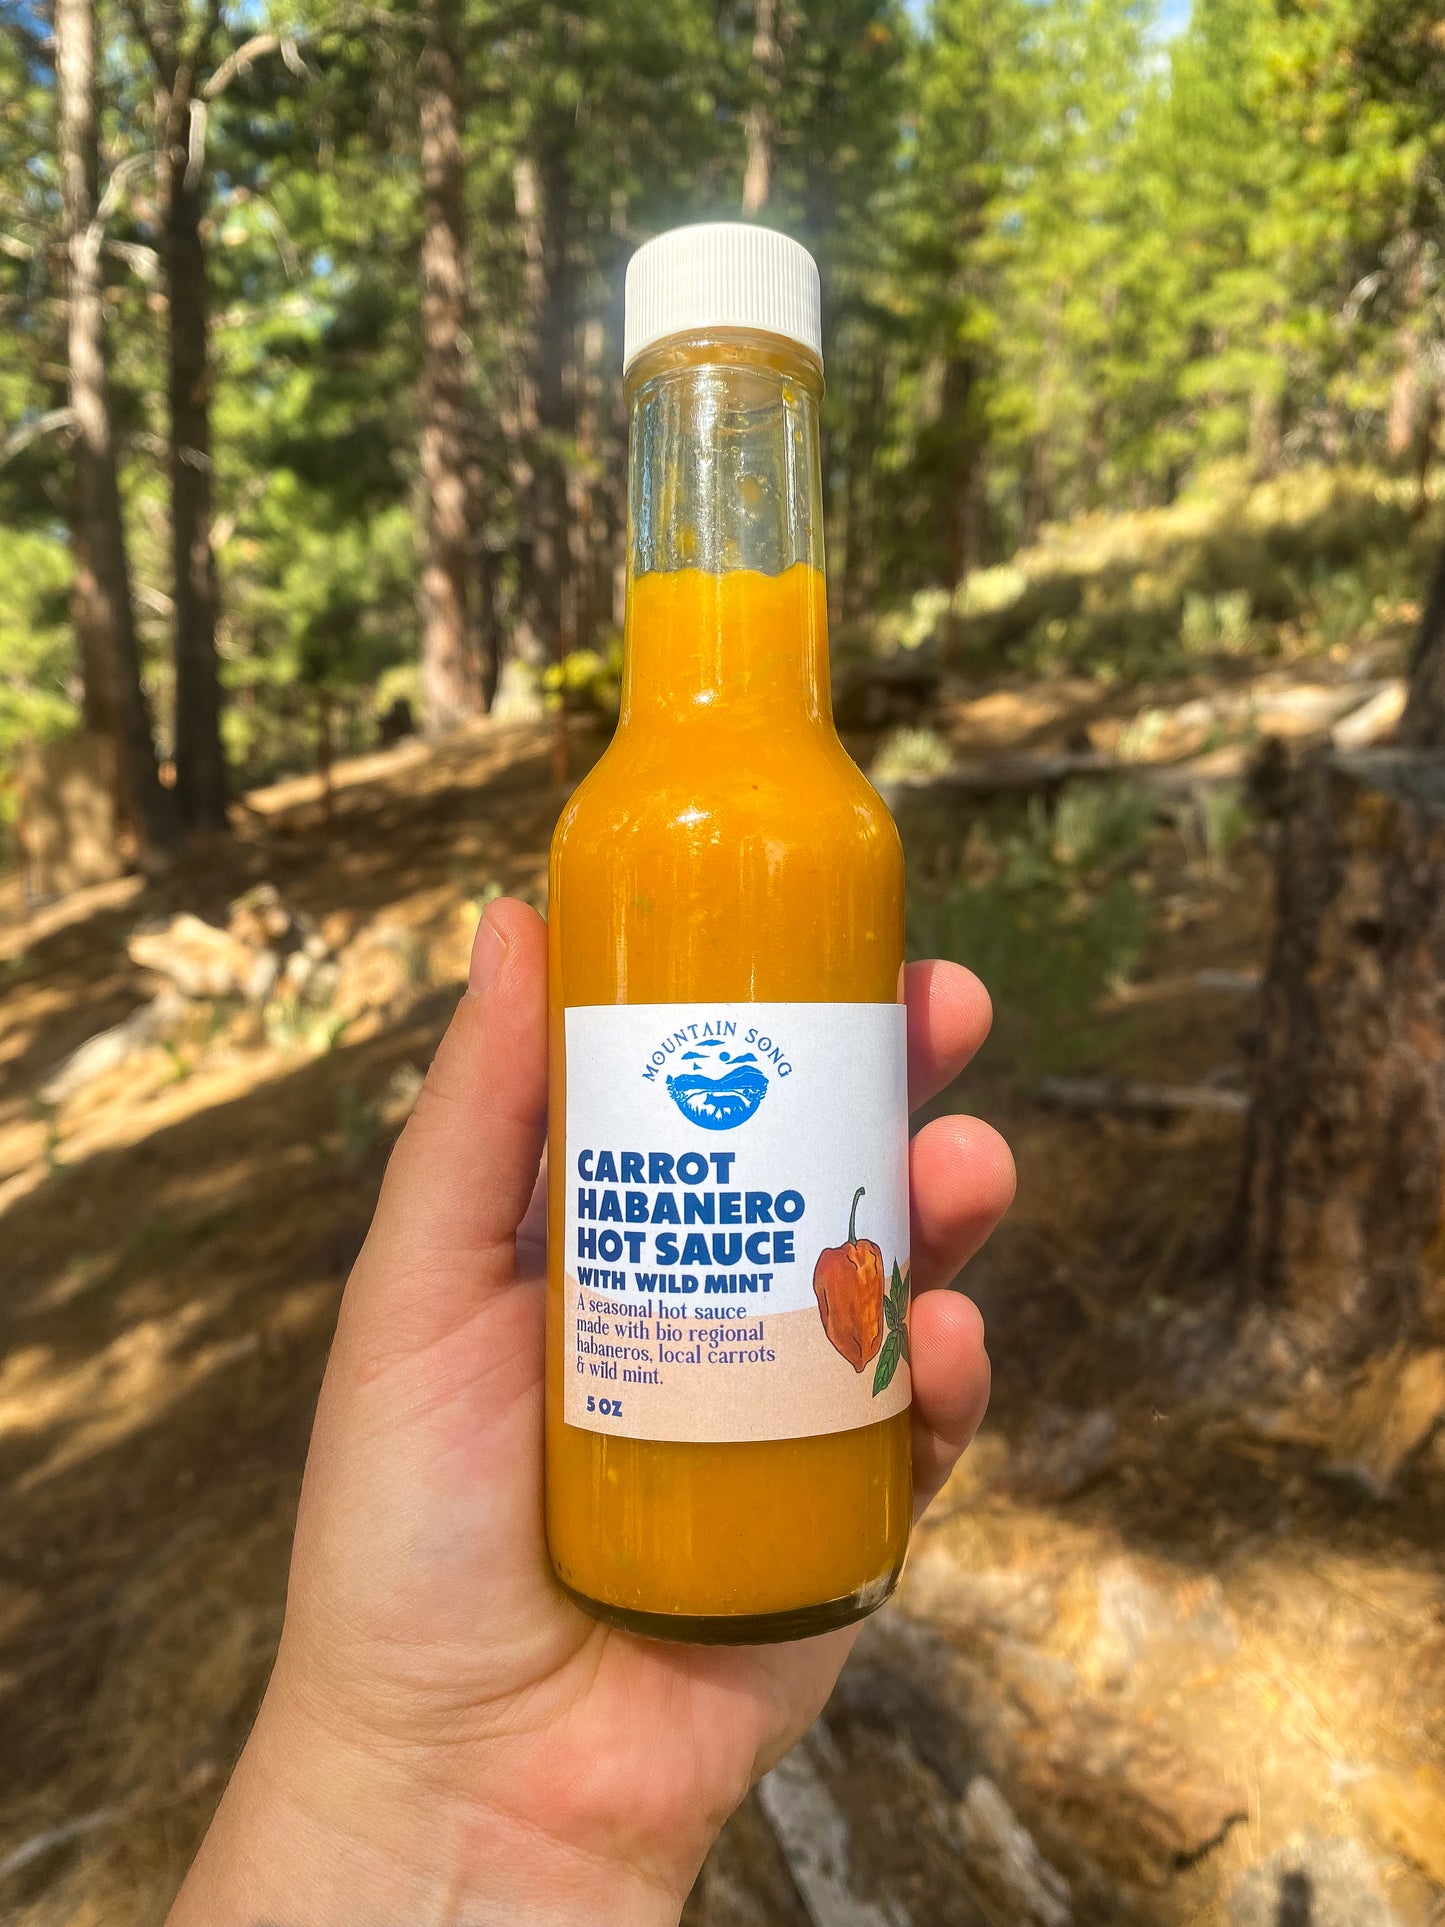 MOUNTAIN SONG
CARROT
HABANERO
HOT SAUCE
WITH WILD MINT
A seasonal hot sauce
made with bio regional
habaneros, local carrots
& wild mint.
5 OZ